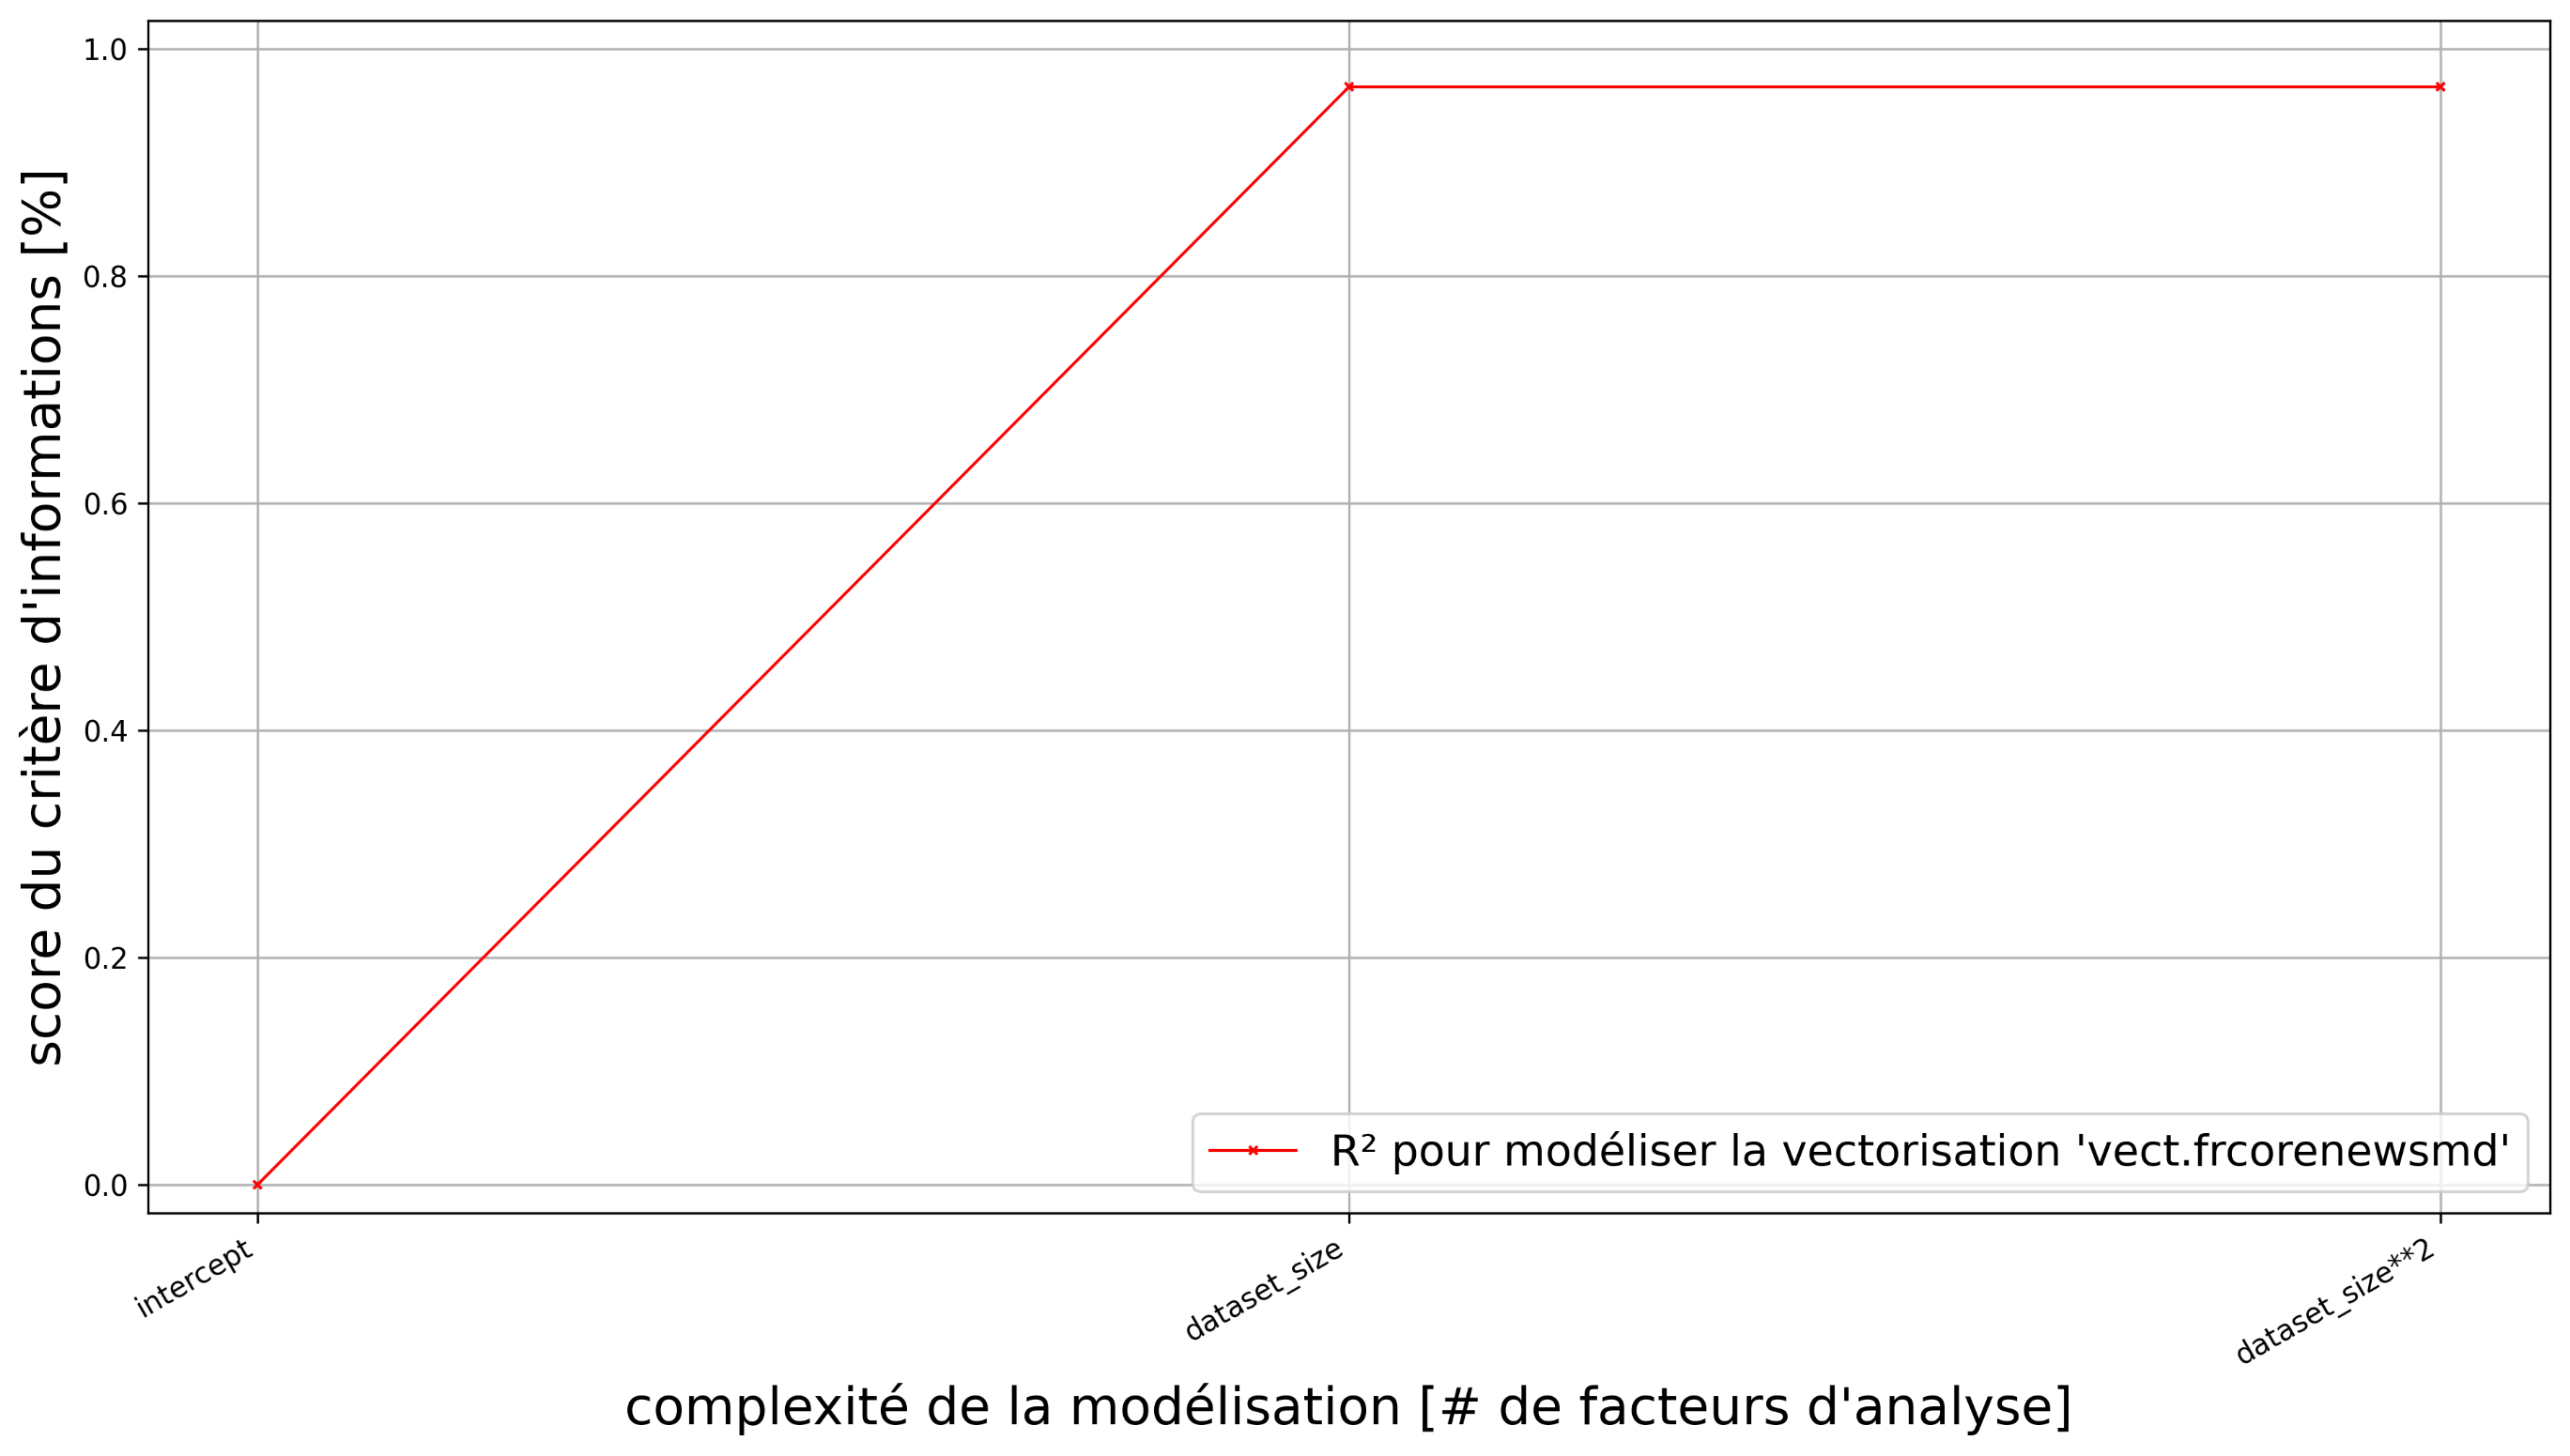 score du critère d'informations [%]
1.0
0.8
0.6
0.4
0.2
0.0
R² pour modéliser la vectorisation 'vect.frcorenewsmd'
intercept
dataset_size
dataset_size**2
complexité de la modélisation [# de facteurs d'analyse]